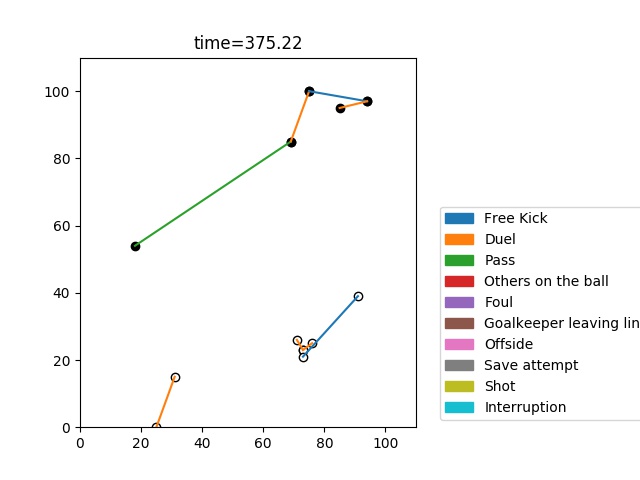 time=375.22
100
80
60
40
20
0
0 20 40 60 80 100
Free Kick
Duel
Pass
Others on the ball
Foul
Goalkeeper leaving lin
Offside
Save attempt
Shot
Interruption